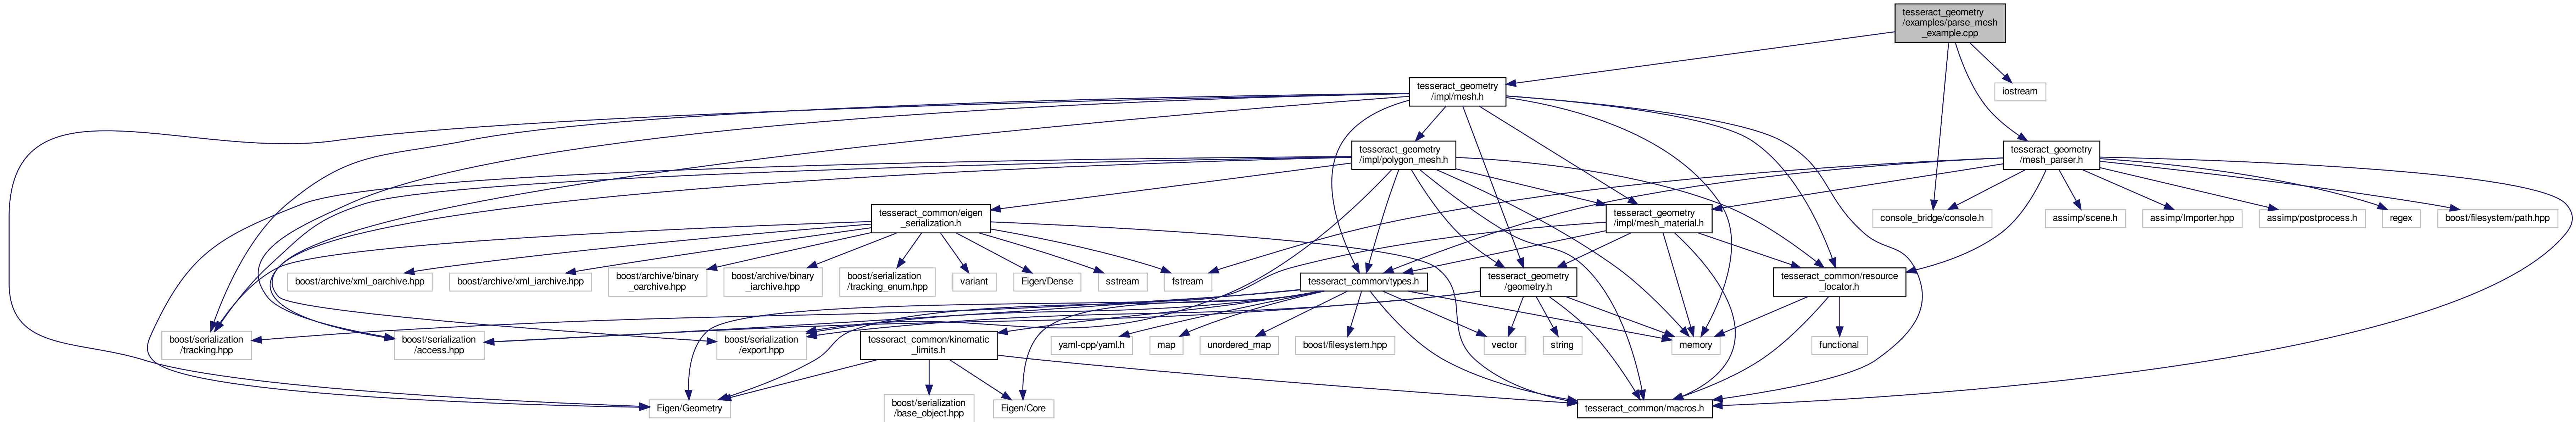 tesseract_geometry
/examples/parse_mesh
_example.cpp
tesseract_geometry
/impl/mesh.h
iostream
tesseract_geometry
/impl/polygon_mesh.h
tesseract_geometry
/mesh_parser.h
tesseract_common/eigen
_serialization.h
tesseract_geometry
/impl/mesh_material.h
console_bridge/console.h
assimp/scene.h
assimp/Importer.hpp
assimp/postprocess.h
regex
boost/filesystem/path.hpp
boost/archive/xml_oarchive.hpp
boost/archive/xml_iarchive.hpp
boost/archive/binary
_oarchive.hpp
boost/archive/binary
_iarchive.hpp
boost/serialization
/tracking_enum.hpp
variant
Eigen/Dense
sstream
fstream
tesseract_common/types.h
tesseract_geometry
/geometry.h
tesseract_common/resource
_locator.h
boost/serialization
/tracking.hpp
boost/serialization
/access.hpp
boost/serialization
/export.hpp
tesseract_common/kinematic
_limits.h
yaml-cpp/yaml.h
map
unordered_map
boost/filesystem.hpp
vector
string
memory
functional
Eigen/Geometry
boost/serialization
/base_object.hpp
Eigen/Core
tesseract_common/macros.h